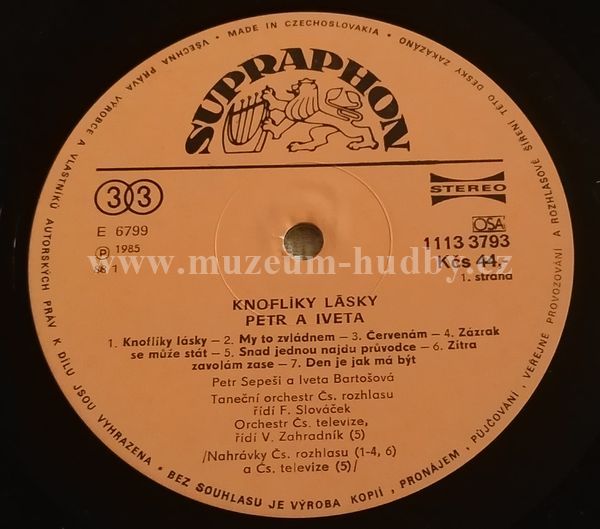 VŠECHNA PRÁVA VÝROBCE A VLASTNÍKŮ AUTORSKÝCH PRÁV K DÍLU JSOU VYHRAZENA • BEZ SOUHLASU JE VÝROBA KOPIÍ, PRONÁJEM, PŮJČOVÁNÍ, VEŘEJNÉ PROVOZOVÁNÍ A ROZHLASOVÉ ŠÍŘENÍ TÉTO DESKY ZAKÁZÁNO • MADE IN CZECHOSLOVAKIA •
SUPRAPHON
33
STEREO
E 6799
Ⓟ 1985
OSA
1113 3793
Kčs 44,-
1. strana
www.muzeum-hudby.cz
KNOFLÍKY LÁSKY
PETR A IVETA
1. Knoflíky lásky – 2. My to zvládnem – 3. Červenám – 4. Zázrak
se může stát – 5. Snad jednou najdu průvodce – 6. Zítra
zavolám zase – 7. Den je jak má být
Petr Sepeši a Iveta Bartošová
Taneční orchestr Čs. rozhlasu
řídí F. Slováček
Orchestr Čs. televize,
řídí V. Zahradník (5)
/Nahrávky Čs. rozhlasu (1-4, 6)
a Čs. televize (5)/